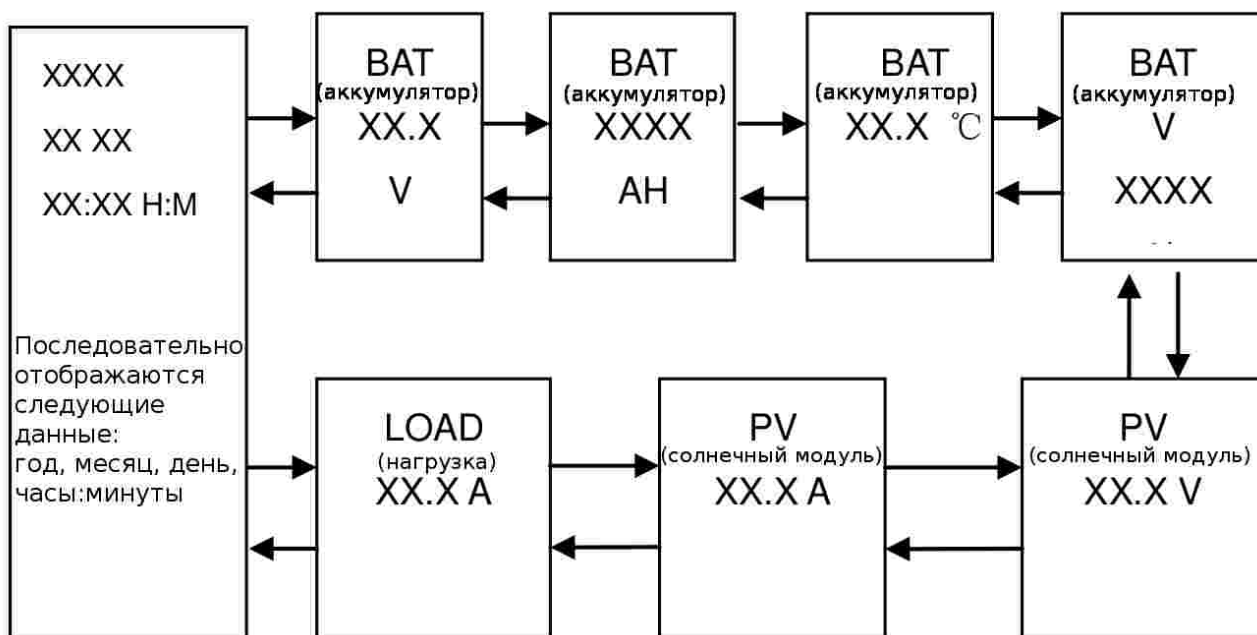 XXXX
XX XX
XX:XX H:M
Последовательно
отображаются
следующие
данные:
год, месяц, день,
часы:минуты
BAT
(аккумулятор)
XX.X
V
BAT
(аккумулятор)
XXXX
AH
BAT
(аккумулятор)
XX.X ℃
BAT
(аккумулятор)
V
XXXX
LOAD
(нагрузка)
XX.X A
PV
(солнечный модуль)
XX.X A
PV
(солнечный модуль)
XX.X V